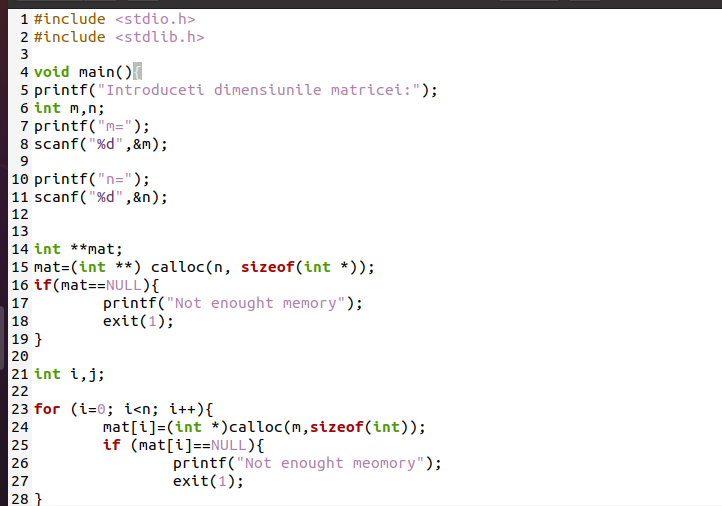 1 #include <stdio.h>
2 #include <stdlib.h>
3
4 void main(){
5 printf("Introduceti dimensiunile matricei:");
6 int m,n;
7 printf("m=");
8 scanf("%d",&m);
9
10 printf("n=");
11 scanf("%d",&n);
12
13
14 int **mat;
15 mat=(int **) calloc(n, sizeof(int *));
16 if(mat==NULL){
17 printf("Not enought memory");
18 exit(1);
19 }
20
21 int i,j;
22
23 for (i=0; i<n; i++){
24 mat[i]=(int *)calloc(m,sizeof(int));
25 if (mat[i]==NULL){
26 printf("Not enought meomory");
27 exit(1);
28 }